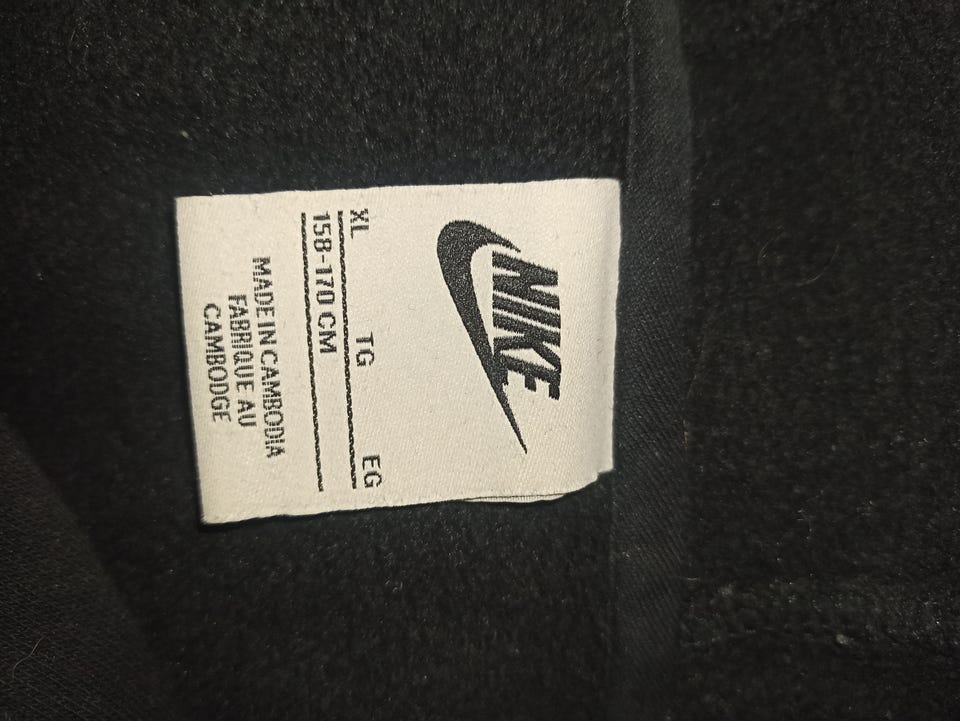 NIKE
XL TG EG
158-170 CM
MADE IN CAMBODIA
FABRIQUE AU
CAMBODGE